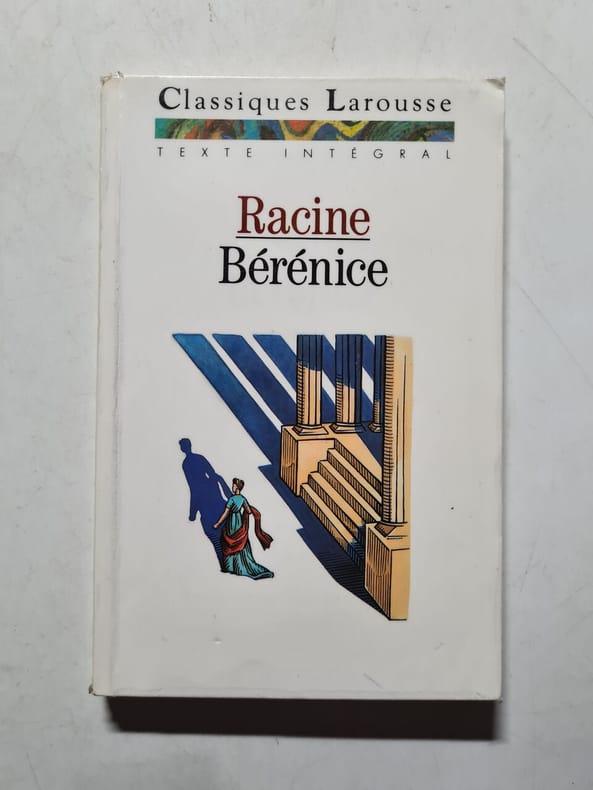 Classiques Larousse
TEXTE INTÉGRAL
Racine
Bérénice